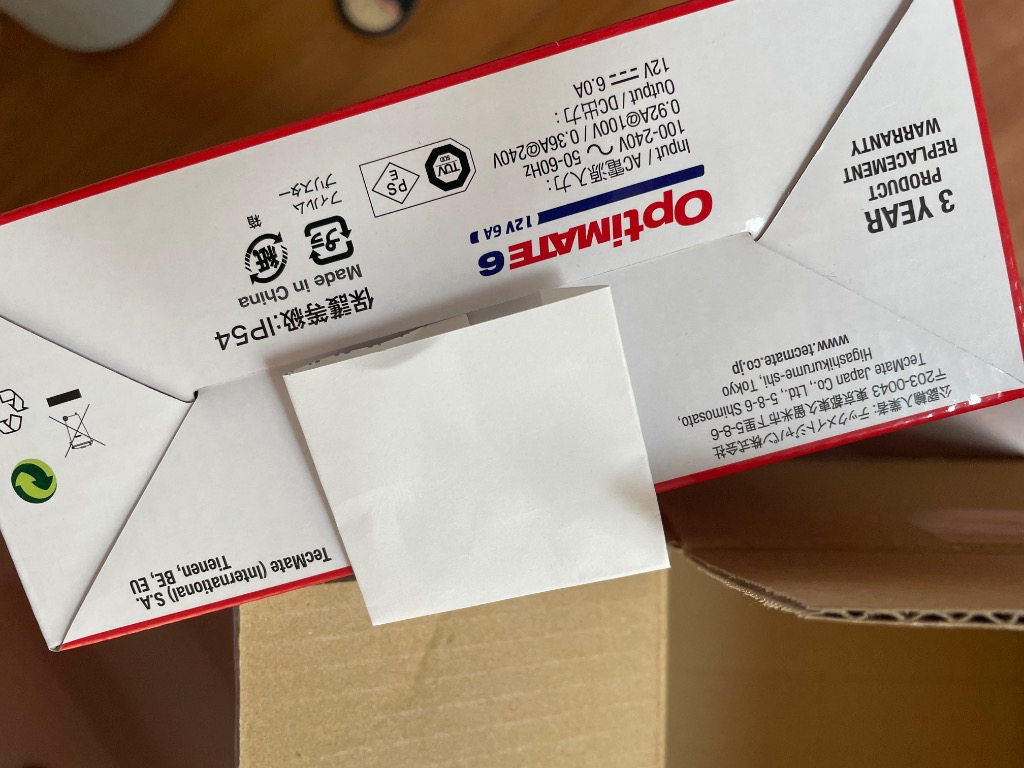 OptiMATE 6
12V 6A
Input / AC電源入力:
100-240V ~ 50-60Hz
0.92A@100V / 0.36A@240V
Output / DC出力:
12V ⎓ 6.0A
3 YEAR
PRODUCT
REPLACEMENT
WARRANTY
公認輸入業者: テックメイトジャパン株式会社
〒203-0043 東京都東久留米市下里5-8-6
TecMate Japan Co., Ltd., 5-8-6 Shimosato,
Higashikurume-shi, Tokyo
www.tecmate.co.jp
保護等級:IP54
Made in China
紙
プラ
箱
フィルム
ブリスター
PS
E
TÜV
SÜD
TecMate (International) S.A.
Tienen, BE, EU